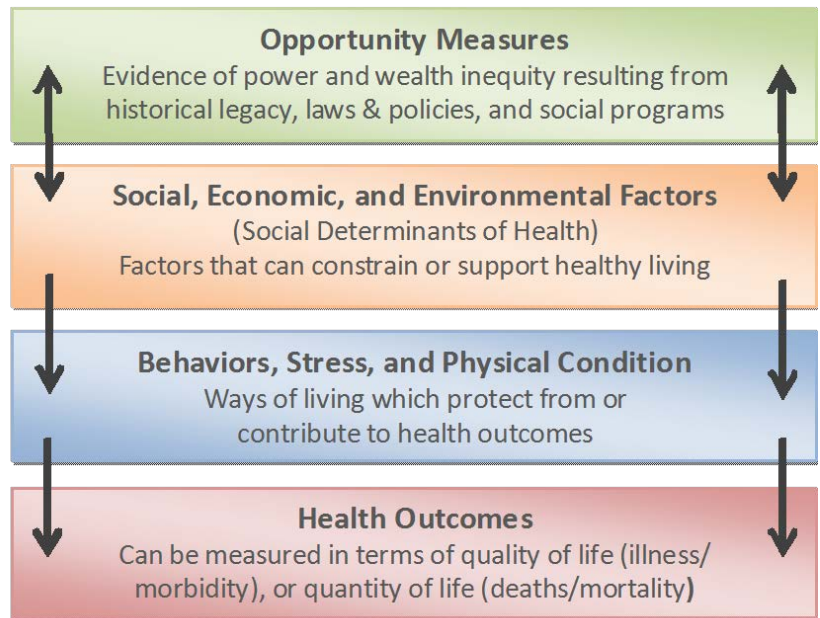 Opportunity Measures
Evidence of power and wealth inequity resulting from
historical legacy, laws & policies, and social programs
Social, Economic, and Environmental Factors
(Social Determinants of Health)
Factors that can constrain or support healthy living
Behaviors, Stress, and Physical Condition
Ways of living which protect from or
contribute to health outcomes
Health Outcomes
Can be measured in terms of quality of life (illness/
morbidity), or quantity of life (deaths/mortality)